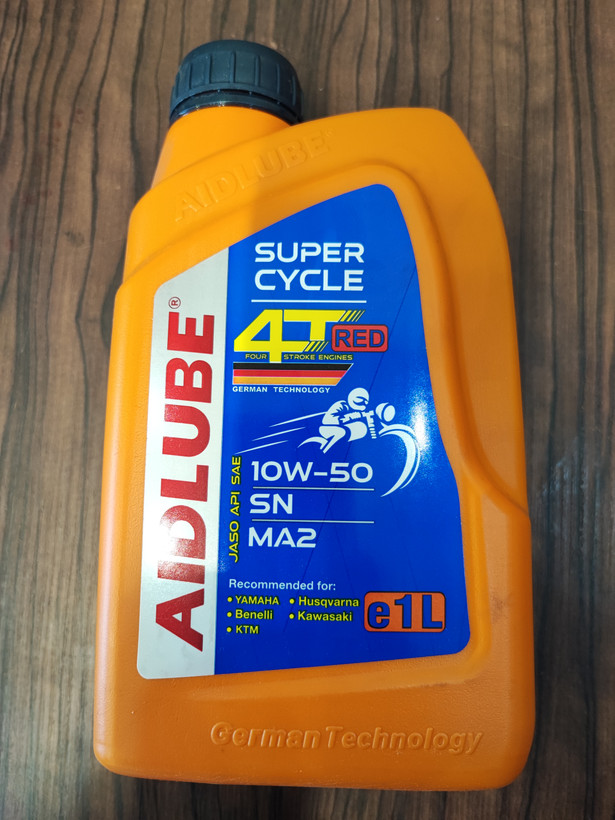 AIDLUBE
AIDLUBE®
SUPER
CYCLE
4T RED
FOUR STROKE ENGINES
GERMAN TECHNOLOGY
SAE 10W-50
API SN
JASO MA2
Recommended for:
• YAMAHA • Husqvarna
• Benelli • Kawasaki
• KTM
e1L
German Technology